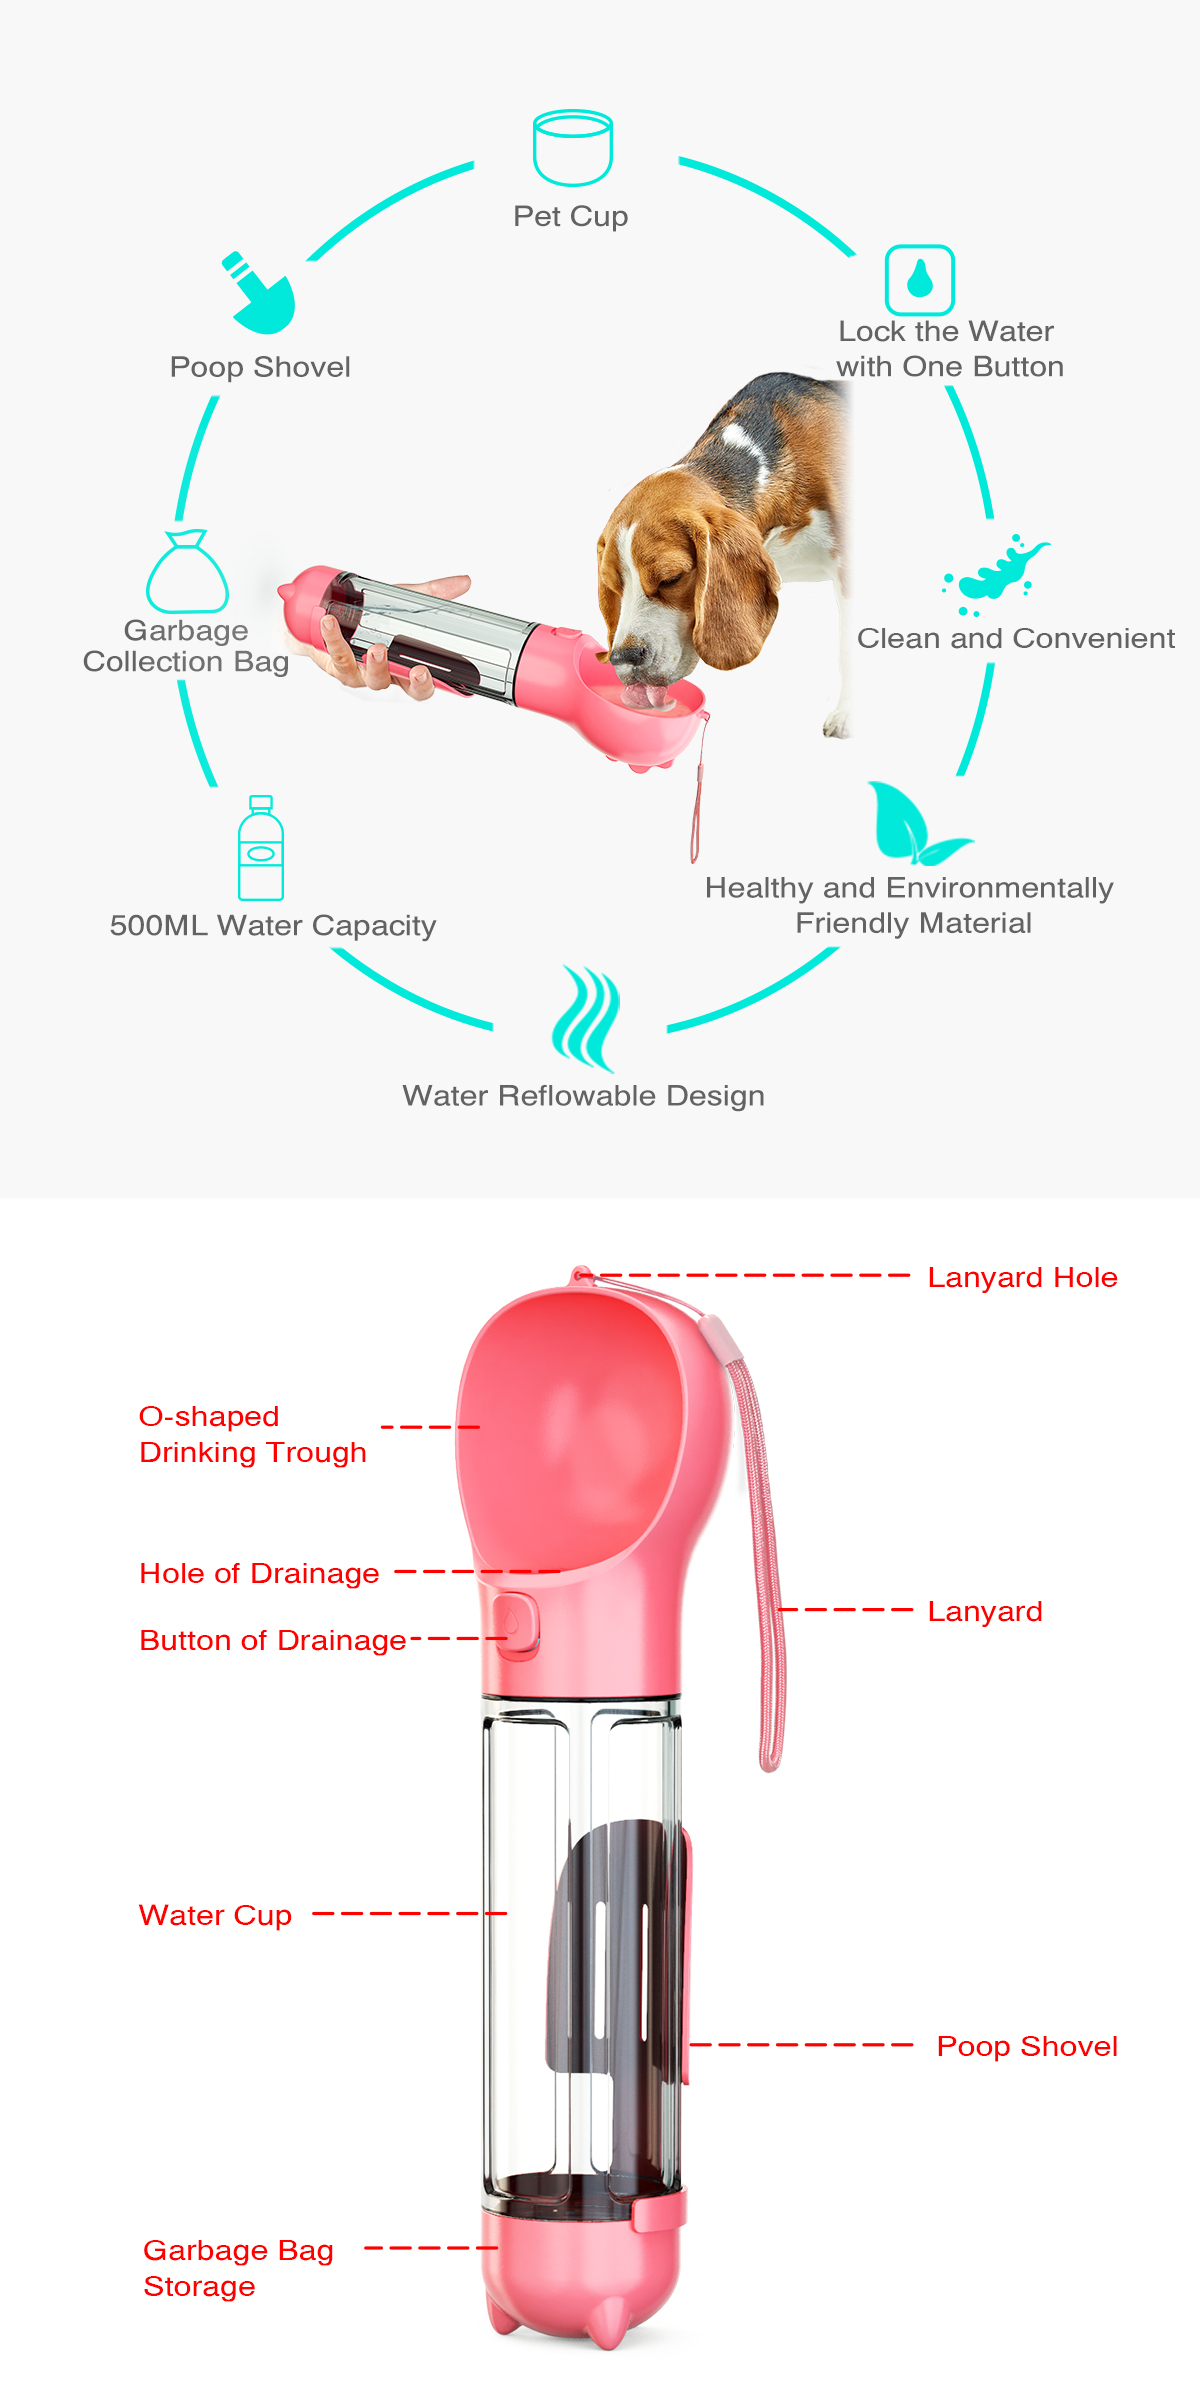 Pet Cup
Lock the Water
with One Button
Poop Shovel
Garbage
Collection Bag
Clean and Convenient
500ML Water Capacity
Healthy and Environmentally
Friendly Material
Water Reflowable Design
Lanyard Hole
O-shaped
Drinking Trough
Hole of Drainage
Button of Drainage
Lanyard
Water Cup
Poop Shovel
Garbage Bag
Storage